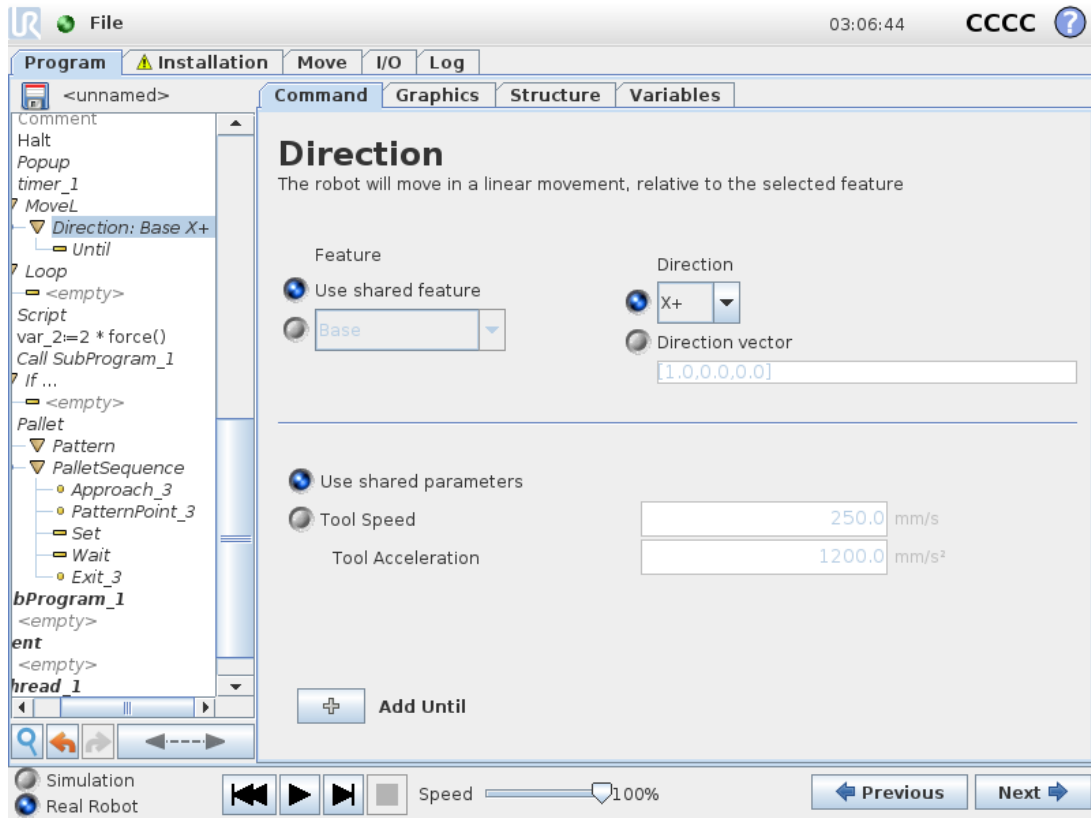 UR File 03:06:44 CCCC ?
Program Installation Move I/O Log
<unnamed> Command Graphics Structure Variables
Comment
Halt
Popup
timer_1
MoveL
Direction: Base X+
Until
Loop
<empty>
Script
var_2:=2 * force()
Call SubProgram_1
If ...
<empty>
Pallet
Pattern
PalletSequence
Approach_3
PatternPoint_3
Set
Wait
Exit_3
bProgram_1
<empty>
ent
<empty>
hread_1
Direction
The robot will move in a linear movement, relative to the selected feature
Feature
Use shared feature
Base
Direction
X+
Direction vector
[1.0,0.0,0.0]
Use shared parameters
Tool Speed 250.0 mm/s
Tool Acceleration 1200.0 mm/s²
Add Until
Simulation
Real Robot
Speed 100%
Previous Next